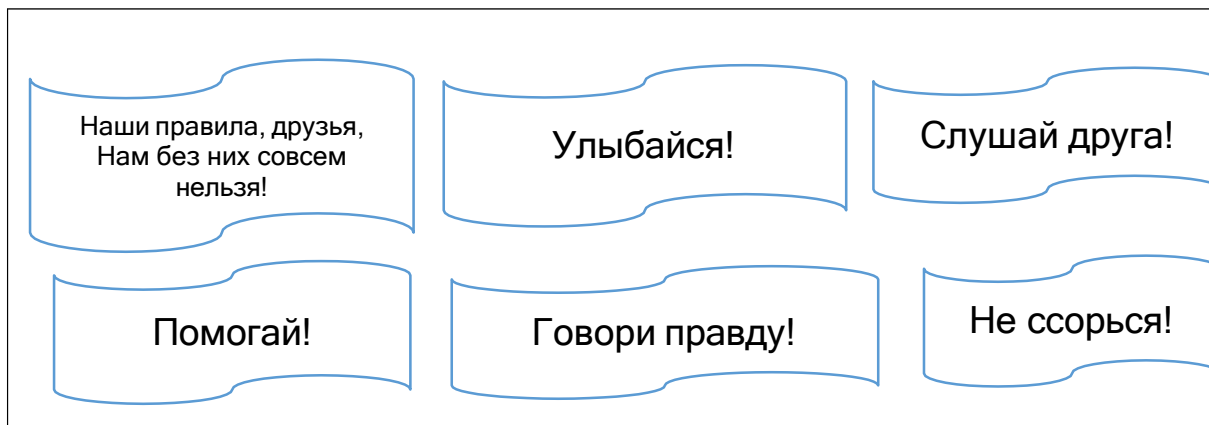 Наши правила, друзья,
Нам без них совсем
нельзя!
Улыбайся!
Слушай друга!
Помогай!
Говори правду!
Не ссорься!